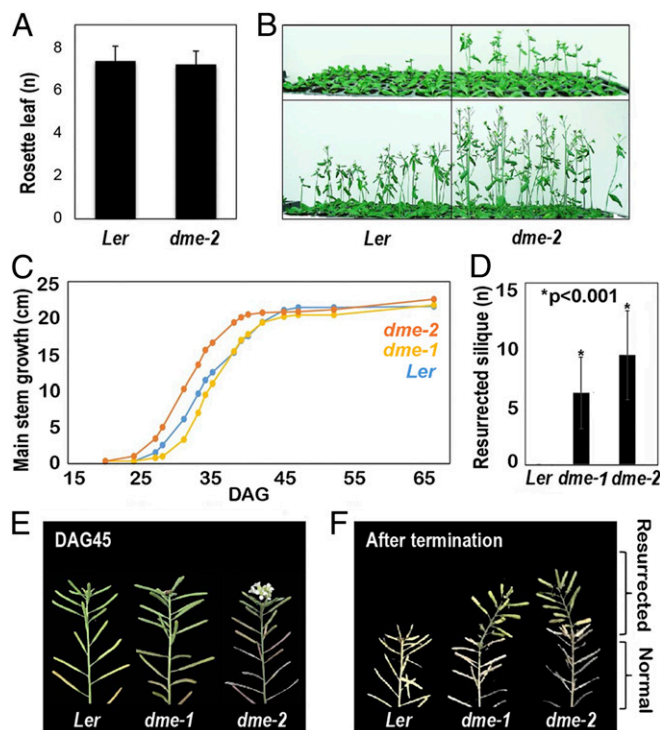 A
Rosette leaf (n)
8
6
4
2
0
Ler
dme-2
B
Ler
dme-2
C
Main stem growth (cm)
25
20
15
10
5
0
dme-2
dme-1
Ler
15
25
35
45
55
65
DAG
D
Resurrected silique (n)
15
10
5
0
*p<0.001
*
*
Ler
dme-1
dme-2
E
DAG45
Ler
dme-1
dme-2
F
After termination
Ler
dme-1
dme-2
Resurrected
Normal